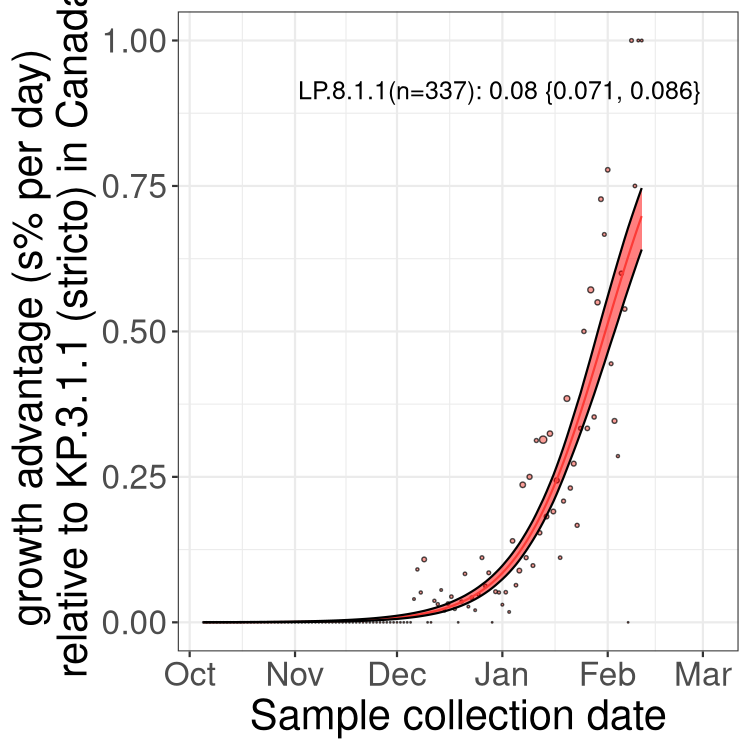 growth advantage (s% per day)
relative to KP.3.1.1 (stricto) in Canada
1.00
0.75
0.50
0.25
0.00
LP.8.1.1(n=337): 0.08 {0.071, 0.086}
Oct Nov Dec Jan Feb Mar
Sample collection date